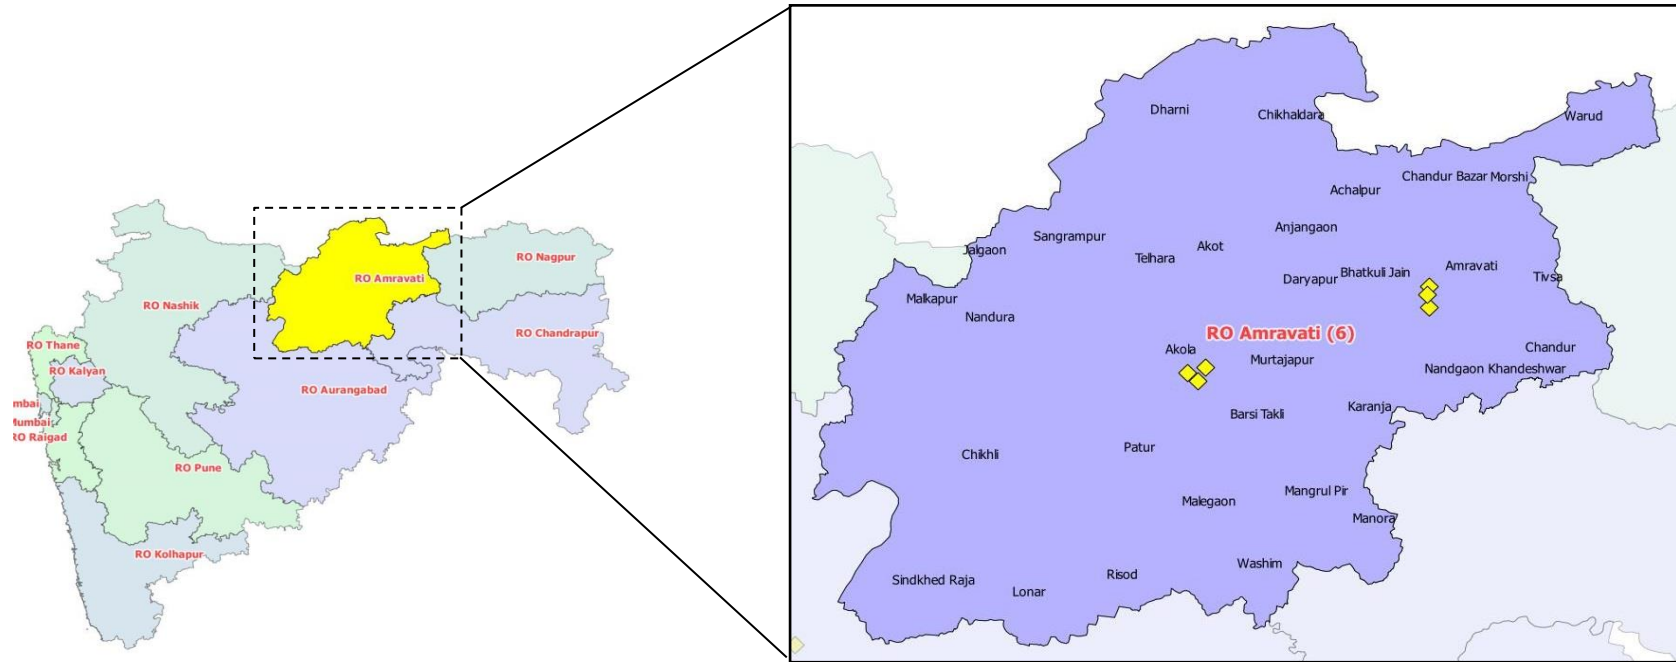 RO Amravati
RO Nagpur
RO Nashik
RO Chandrapur
RO Thane
RO Kalyan
RO Aurangabad
mbai
Mumbai
RO Raigad
RO Pune
RO Kolhapur
Dharni
Chikhaldara
Warud
Chandur Bazar
Morshi
Achalpur
Anjangaon
Sangrampur
Akot
Jalgaon
Telhara
Amravati
Bhatkuli Jain
Daryapur
Tivsa
Malkapur
Nandura
RO Amravati (6)
Akola
Chandur
Murtajapur
Nandgaon Khandeshwar
Karanja
Barsi Takli
Patur
Chikhli
Mangrul Pir
Malegaon
Manora
Washim
Risod
Sindkhed Raja
Lonar